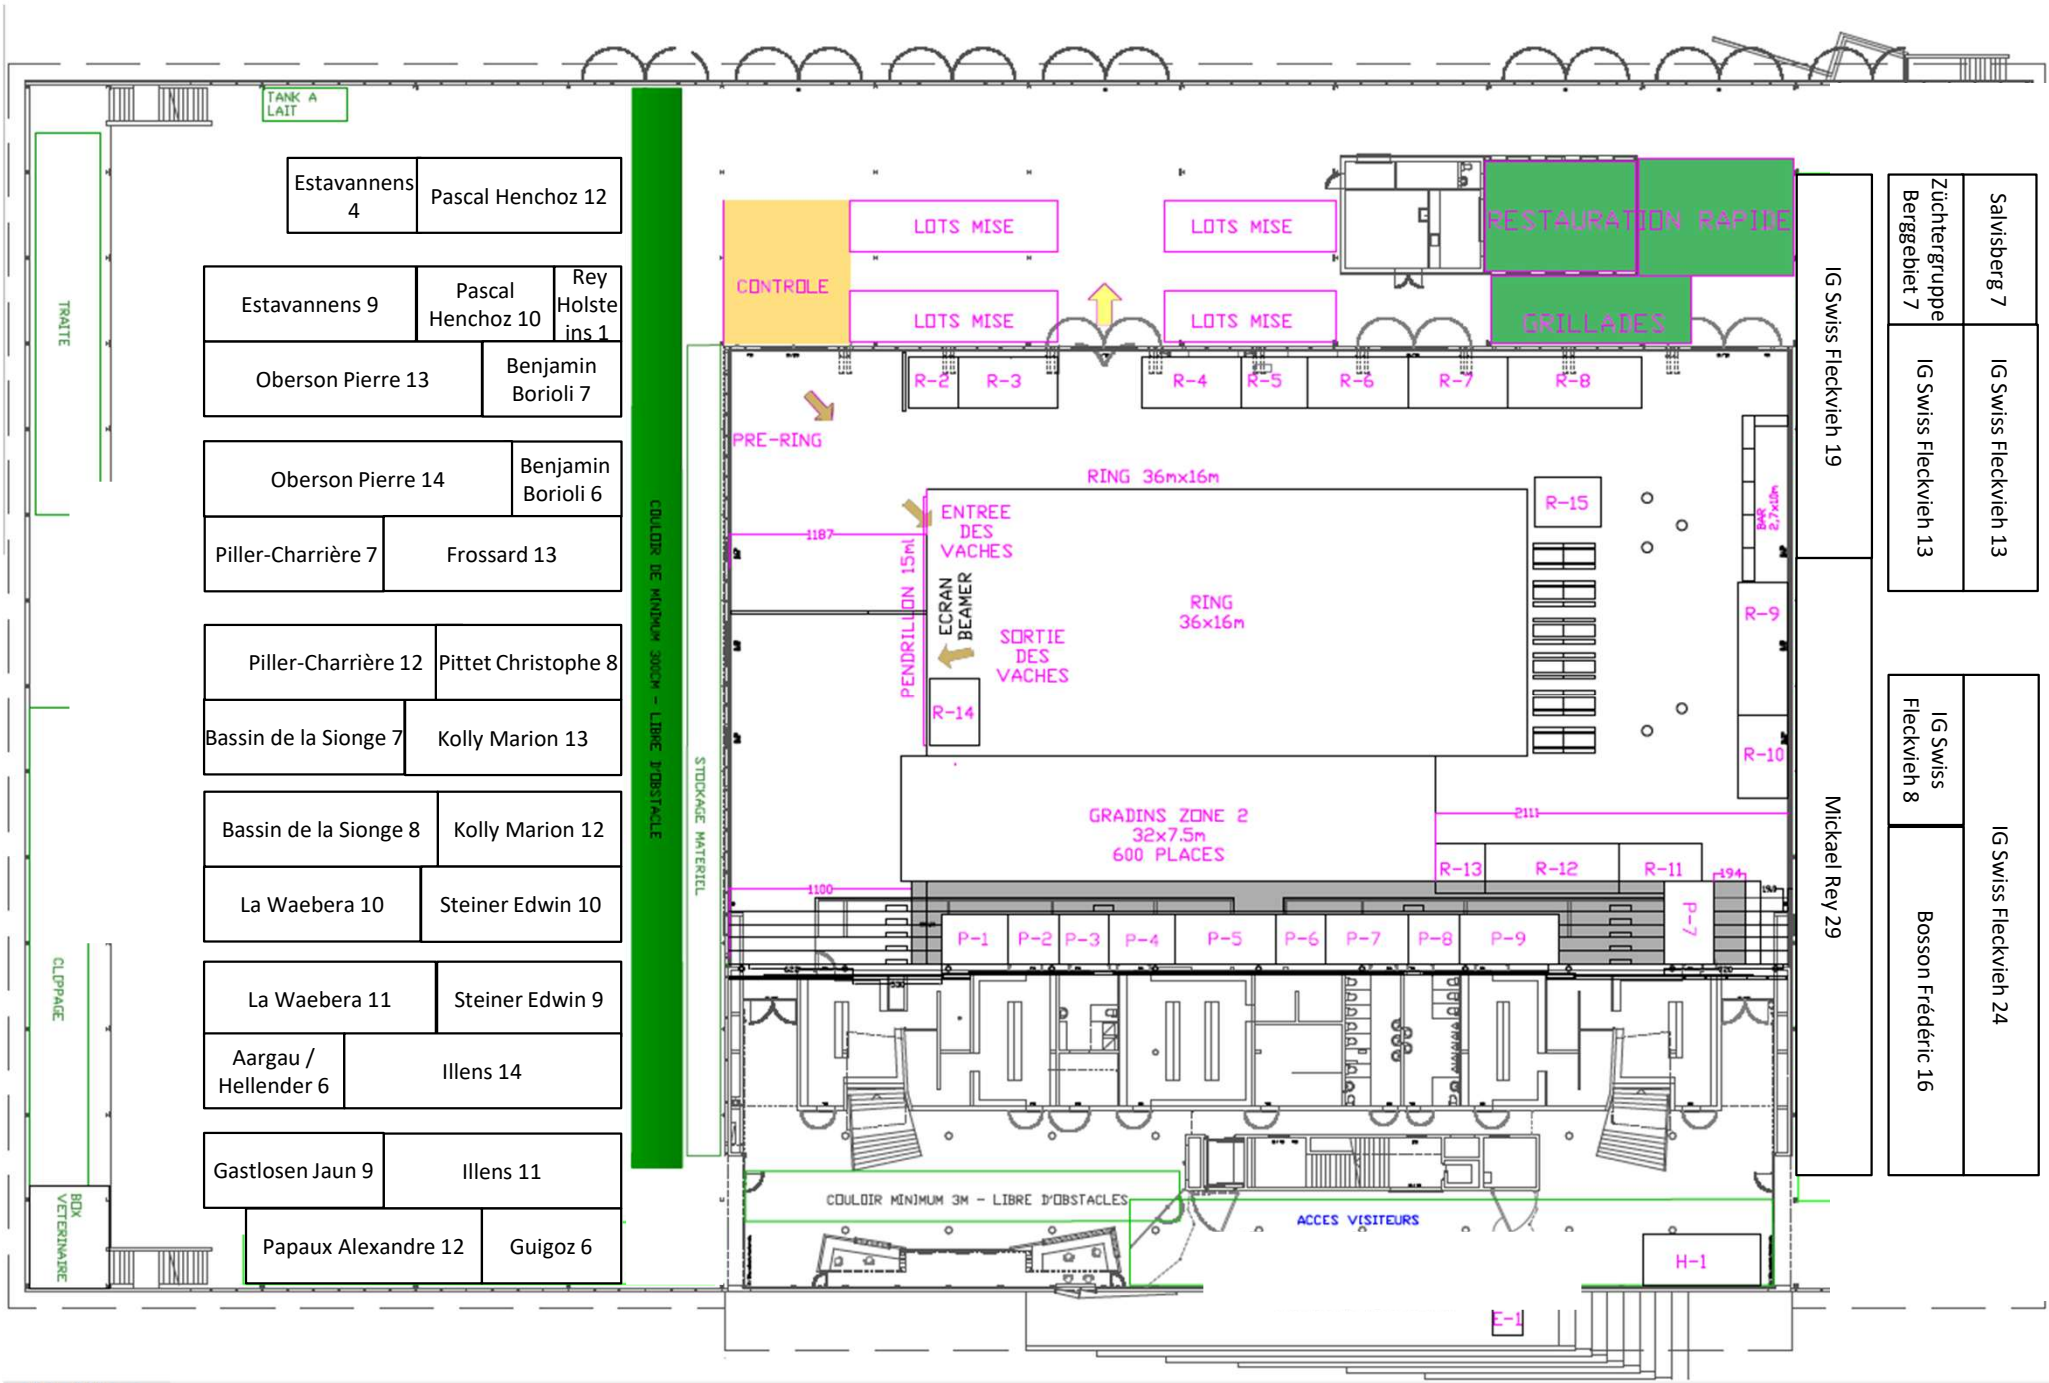 TANK A
LAIT
TRAITE
CLIPPAGE
BOX
VETERINAIRE
Estavannens
4
Pascal Henchoz 12
Estavannens 9
Pascal
Henchoz 10
Rey
Holste
ins 1
Oberson Pierre 13
Benjamin
Borioli 7
Oberson Pierre 14
Benjamin
Borioli 6
Piller-Charrière 7
Frossard 13
Piller-Charrière 12
Pittet Christophe 8
Bassin de la Sionge 7
Kolly Marion 13
Bassin de la Sionge 8
Kolly Marion 12
La Waebera 10
Steiner Edwin 10
La Waebera 11
Steiner Edwin 9
Aargau /
Hellender 6
Illens 14
Gastlosen Jaun 9
Illens 11
Papaux Alexandre 12
Guigoz 6
COULOIR DE MINIMUM 300CM - LIBRE D'OBSTACLE
STOCKAGE MATERIEL
CONTROLE
LOTS MISE
LOTS MISE
LOTS MISE
LOTS MISE
RESTAURATION RAPIDE
GRILLADES
R-2
R-3
R-4
R-5
R-6
R-7
R-8
PRE-RING
RING 36mx16m
ENTREE
DES
VACHES
1187
PENDRILLON 15ml
ECRAN
BEAMER
SORTIE
DES
VACHES
RING
36x16m
R-14
R-15
BAR
2,7x10m
R-9
R-10
GRADINS ZONE 2
32x7.5m
600 PLACES
2111
R-13
R-12
R-11
194
1100
P-1
P-2
P-3
P-4
P-5
P-6
P-7
P-8
P-9
P-7
COULOIR MINIMUM 3M - LIBRE D'OBSTACLES
ACCES VISITEURS
H-1
E-1
IG Swiss Fleckvieh 19
Mickael Rey 29
Züchtergruppe
Berggebiet 7
Salvisberg 7
IG Swiss Fleckvieh 13
IG Swiss Fleckvieh 13
IG Swiss
Fleckvieh 8
Bosson Frédéric 16
IG Swiss Fleckvieh 24